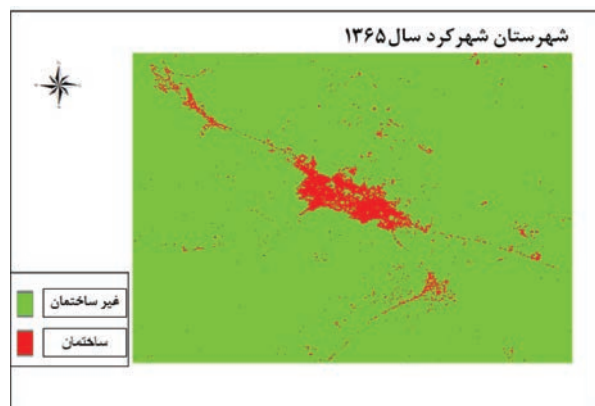 شهرستان شهرکرد سال ۱۳۶۵
غیر ساختمان
ساختمان